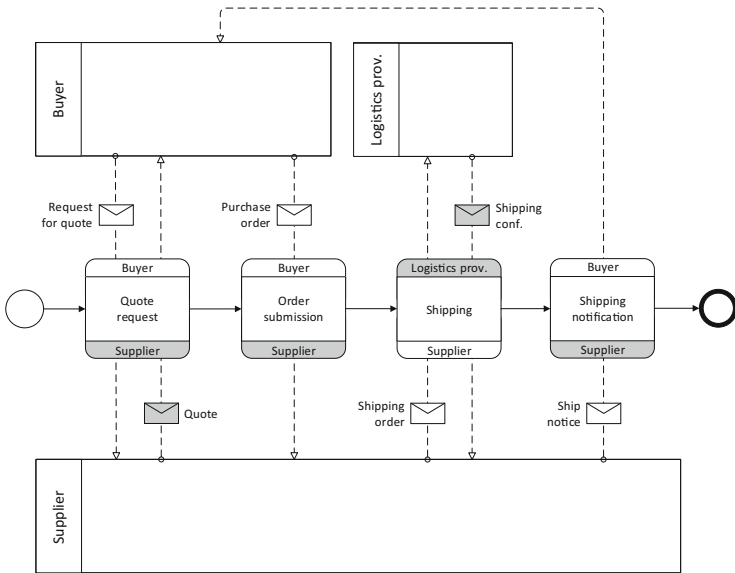 Buyer
Logistics prov.
Request
for quote
Purchase
order
Shipping
conf.
Buyer
Quote
request
Supplier
Buyer
Order
submission
Supplier
Logistics prov.
Shipping
Supplier
Buyer
Shipping
notification
Supplier
Quote
Shipping
order
Ship
notice
Supplier